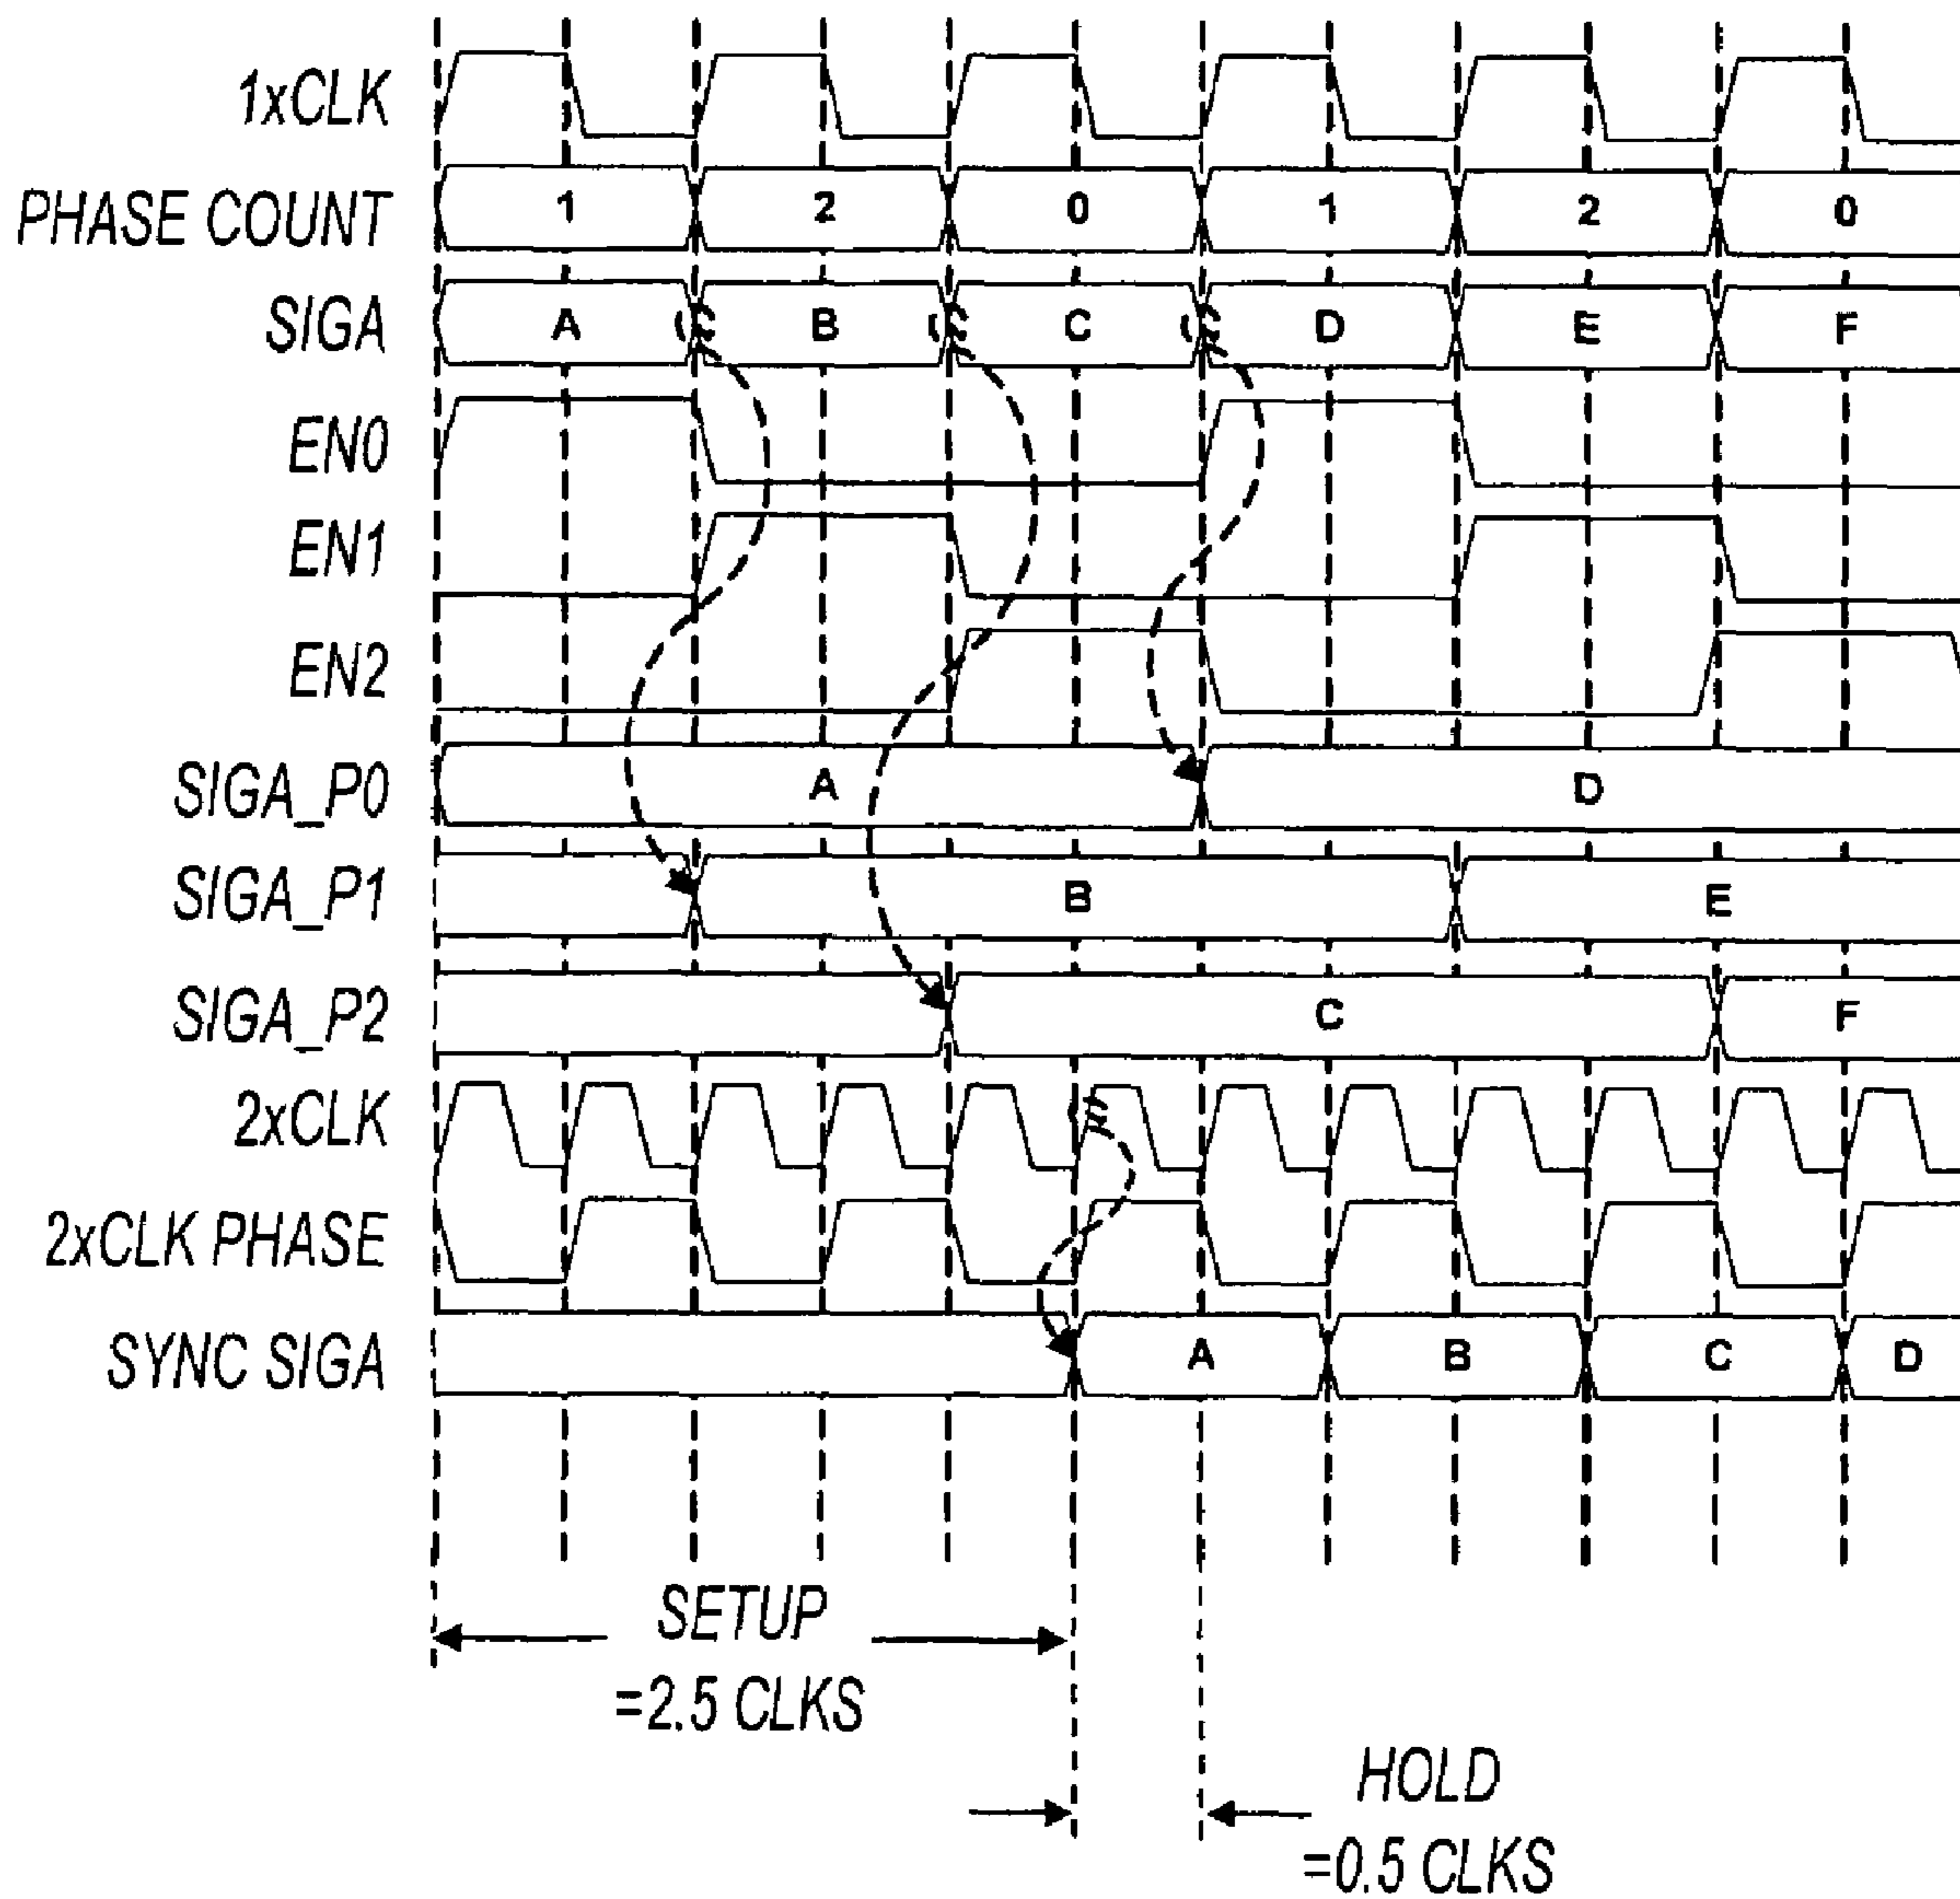 1xCLK
PHASE COUNT 1 2 0 1 2 0
SIGA A B C D E F
EN0
EN1
EN2
SIGA_P0 A D
SIGA_P1 B E
SIGA_P2 C F
2xCLK
2xCLK PHASE
SYNC SIGA A B C D
SETUP
=2.5 CLKS
HOLD
=0.5 CLKS